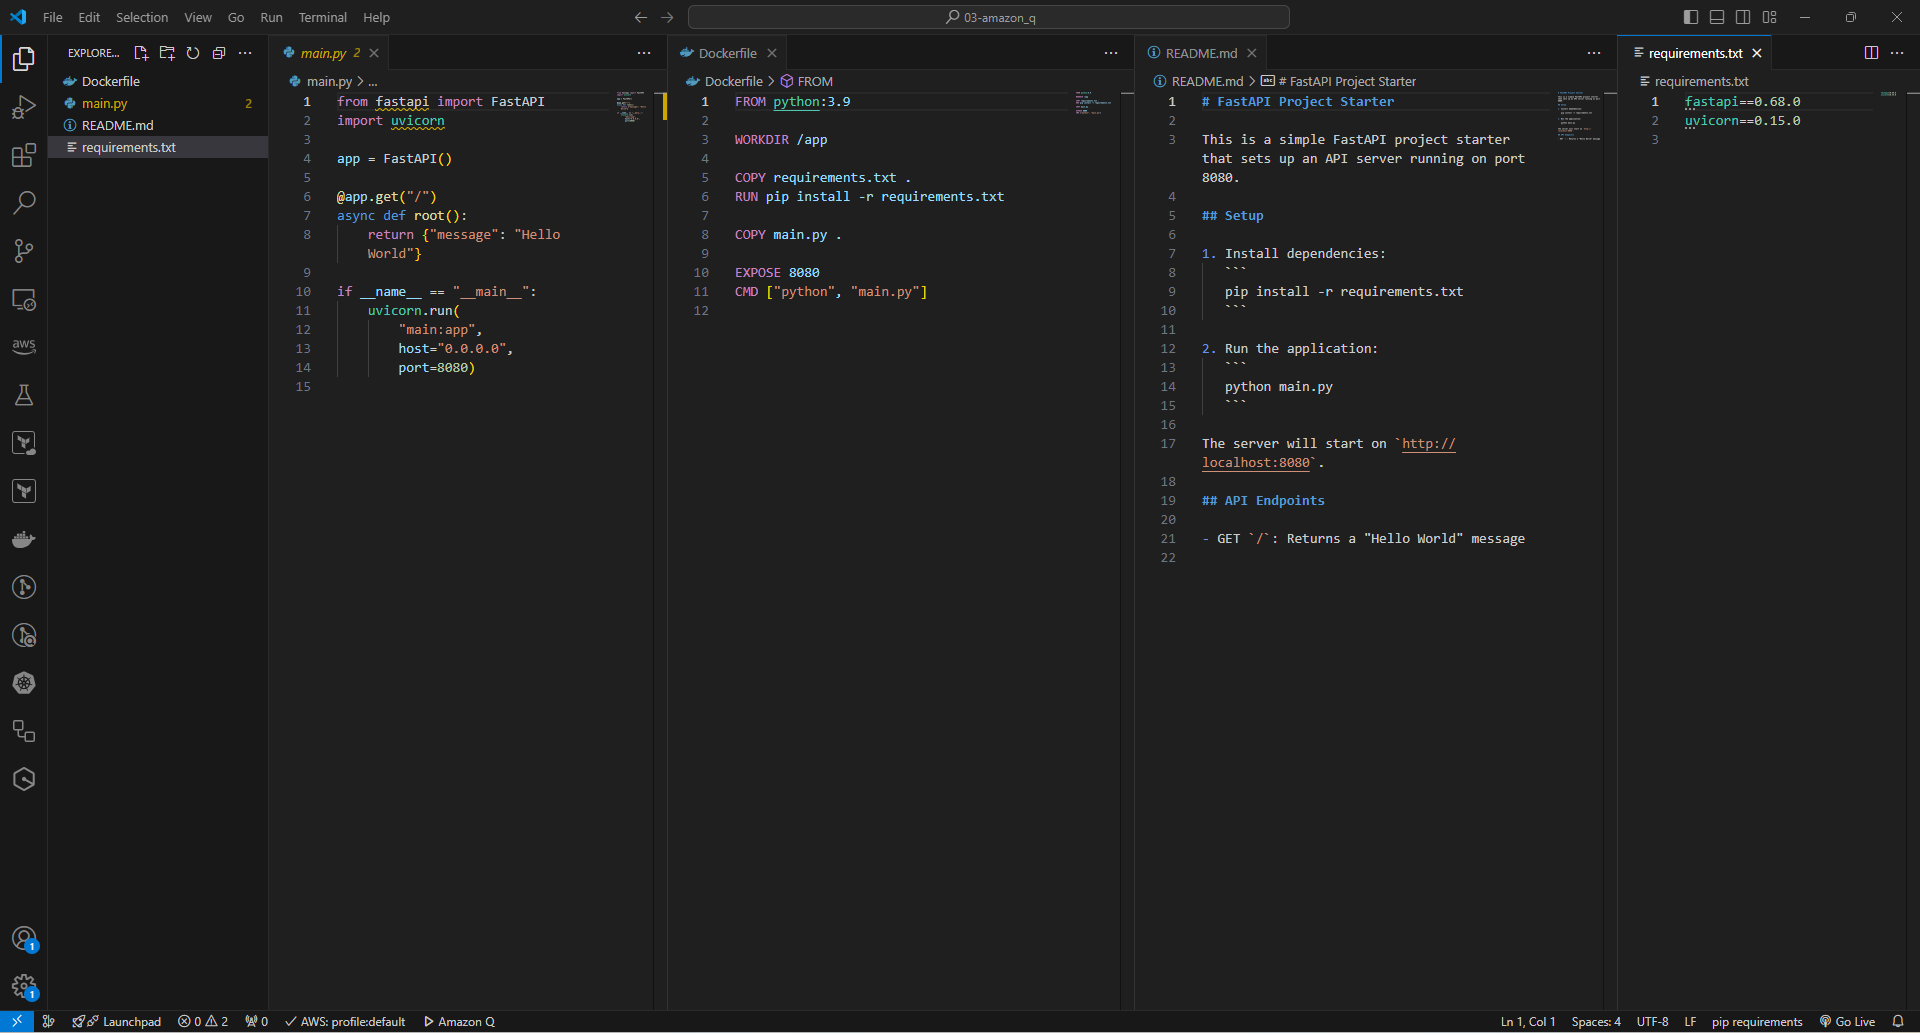 File Edit Selection View Go Run Terminal Help
03-amazon_q
EXPLORE...
Dockerfile
main.py 2
README.md
requirements.txt
aws
1
1
main.py 2
main.py > ...
1 from fastapi import FastAPI
2 import uvicorn
3
4 app = FastAPI()
5
6 @app.get("/")
7 async def root():
8 return {"message": "Hello
World"}
9
10 if __name__ == "__main__":
11 uvicorn.run(
12 "main:app",
13 host="0.0.0.0",
14 port=8080)
15
Dockerfile
Dockerfile > FROM
1 FROM python:3.9
2
3 WORKDIR /app
4
5 COPY requirements.txt .
6 RUN pip install -r requirements.txt
7
8 COPY main.py .
9
10 EXPOSE 8080
11 CMD ["python", "main.py"]
12
README.md
README.md > # FastAPI Project Starter
1 # FastAPI Project Starter
2
3 This is a simple FastAPI project starter
that sets up an API server running on port
8080.
4
5 ## Setup
6
7 1. Install dependencies:
8 ```
9 pip install -r requirements.txt
10 ```
11
12 2. Run the application:
13 ```
14 python main.py
15 ```
16
17 The server will start on `http://
localhost:8080`.
18
19 ## API Endpoints
20
21 - GET `/`: Returns a "Hello World" message
22
requirements.txt
requirements.txt
1 fastapi==0.68.0
2 uvicorn==0.15.0
3
Launchpad 0 2 0 AWS: profile:default Amazon Q Ln 1, Col 1 Spaces: 4 UTF-8 LF pip requirements Go Live